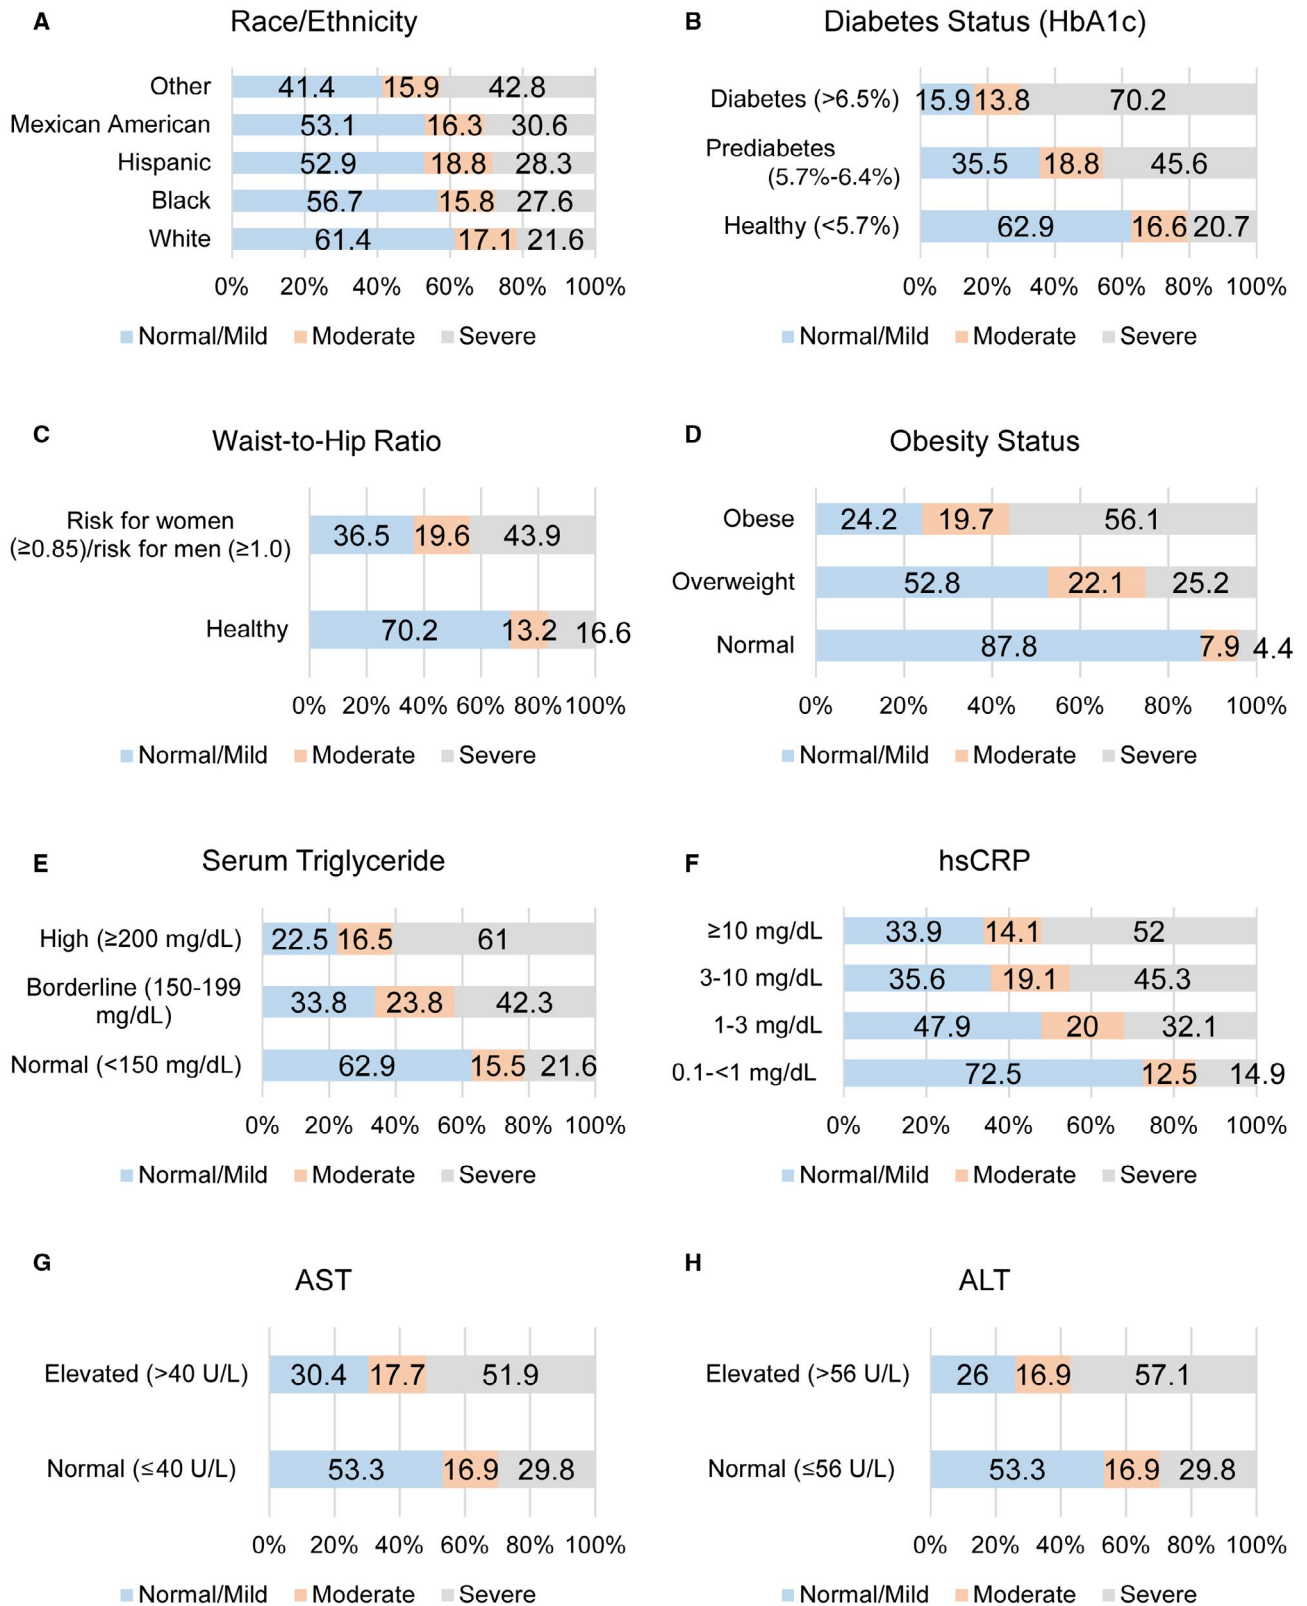 A
Race/Ethnicity
Other 41.4 15.9 42.8
Mexican American 53.1 16.3 30.6
Hispanic 52.9 18.8 28.3
Black 56.7 15.8 27.6
White 61.4 17.1 21.6
0% 20% 40% 60% 80% 100%
Normal/Mild Moderate Severe
B
Diabetes Status (HbA1c)
Diabetes (>6.5%) 15.9 13.8 70.2
Prediabetes
(5.7%-6.4%) 35.5 18.8 45.6
Healthy (<5.7%) 62.9 16.6 20.7
0% 20% 40% 60% 80% 100%
Normal/Mild Moderate Severe
C
Waist-to-Hip Ratio
Risk for women
(≥0.85)/risk for men (≥1.0) 36.5 19.6 43.9
Healthy 70.2 13.2 16.6
0% 20% 40% 60% 80% 100%
Normal/Mild Moderate Severe
D
Obesity Status
Obese 24.2 19.7 56.1
Overweight 52.8 22.1 25.2
Normal 87.8 7.9 4.4
0% 20% 40% 60% 80% 100%
Normal/Mild Moderate Severe
E
Serum Triglyceride
High (≥200 mg/dL) 22.5 16.5 61
Borderline (150-199
mg/dL) 33.8 23.8 42.3
Normal (<150 mg/dL) 62.9 15.5 21.6
0% 20% 40% 60% 80% 100%
Normal/Mild Moderate Severe
F
hsCRP
≥10 mg/dL 33.9 14.1 52
3-10 mg/dL 35.6 19.1 45.3
1-3 mg/dL 47.9 20 32.1
0.1-<1 mg/dL 72.5 12.5 14.9
0% 20% 40% 60% 80% 100%
Normal/Mild Moderate Severe
G
AST
Elevated (>40 U/L) 30.4 17.7 51.9
Normal (≤40 U/L) 53.3 16.9 29.8
0% 20% 40% 60% 80% 100%
Normal/Mild Moderate Severe
H
ALT
Elevated (>56 U/L) 26 16.9 57.1
Normal (≤56 U/L) 53.3 16.9 29.8
0% 20% 40% 60% 80% 100%
Normal/Mild Moderate Severe